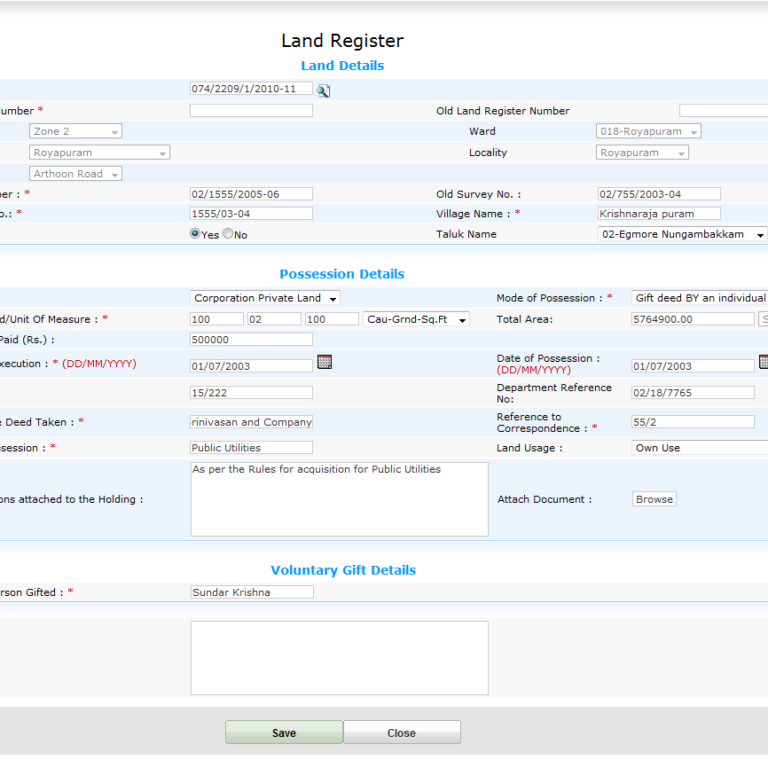 Land Register
Land Details
074/2209/1/2010-11
umber * Old Land Register Number
Zone 2 Ward 018-Royapuram
Royapuram Locality Royapuram
Arthoon Road
er : * 02/1555/2005-06 Old Survey No. : 02/755/2003-04
o.: * 1555/03-04 Village Name : * Krishnaraja puram
Yes No Taluk Name 02-Egmore Nungambakkam
Possession Details
Corporation Private Land Mode of Possession : * Gift deed BY an individual
d/Unit Of Measure : * 100 02 100 Cau-Grnd-Sq.Ft Total Area: 5764900.00 S
Paid (Rs.) : 500000
xecution : * (DD/MM/YYYY) 01/07/2003 Date of Possession :
(DD/MM/YYYY) 01/07/2003
15/222 Department Reference
No: 02/18/7765
e Deed Taken : * rinivasan and Company Reference to
Correspondence : * 55/2
session : * Public Utilities Land Usage : Own Use
As per the Rules for acquisition for Public Utilities
ons attached to the Holding : Attach Document : Browse
Voluntary Gift Details
rson Gifted : * Sundar Krishna
Save Close